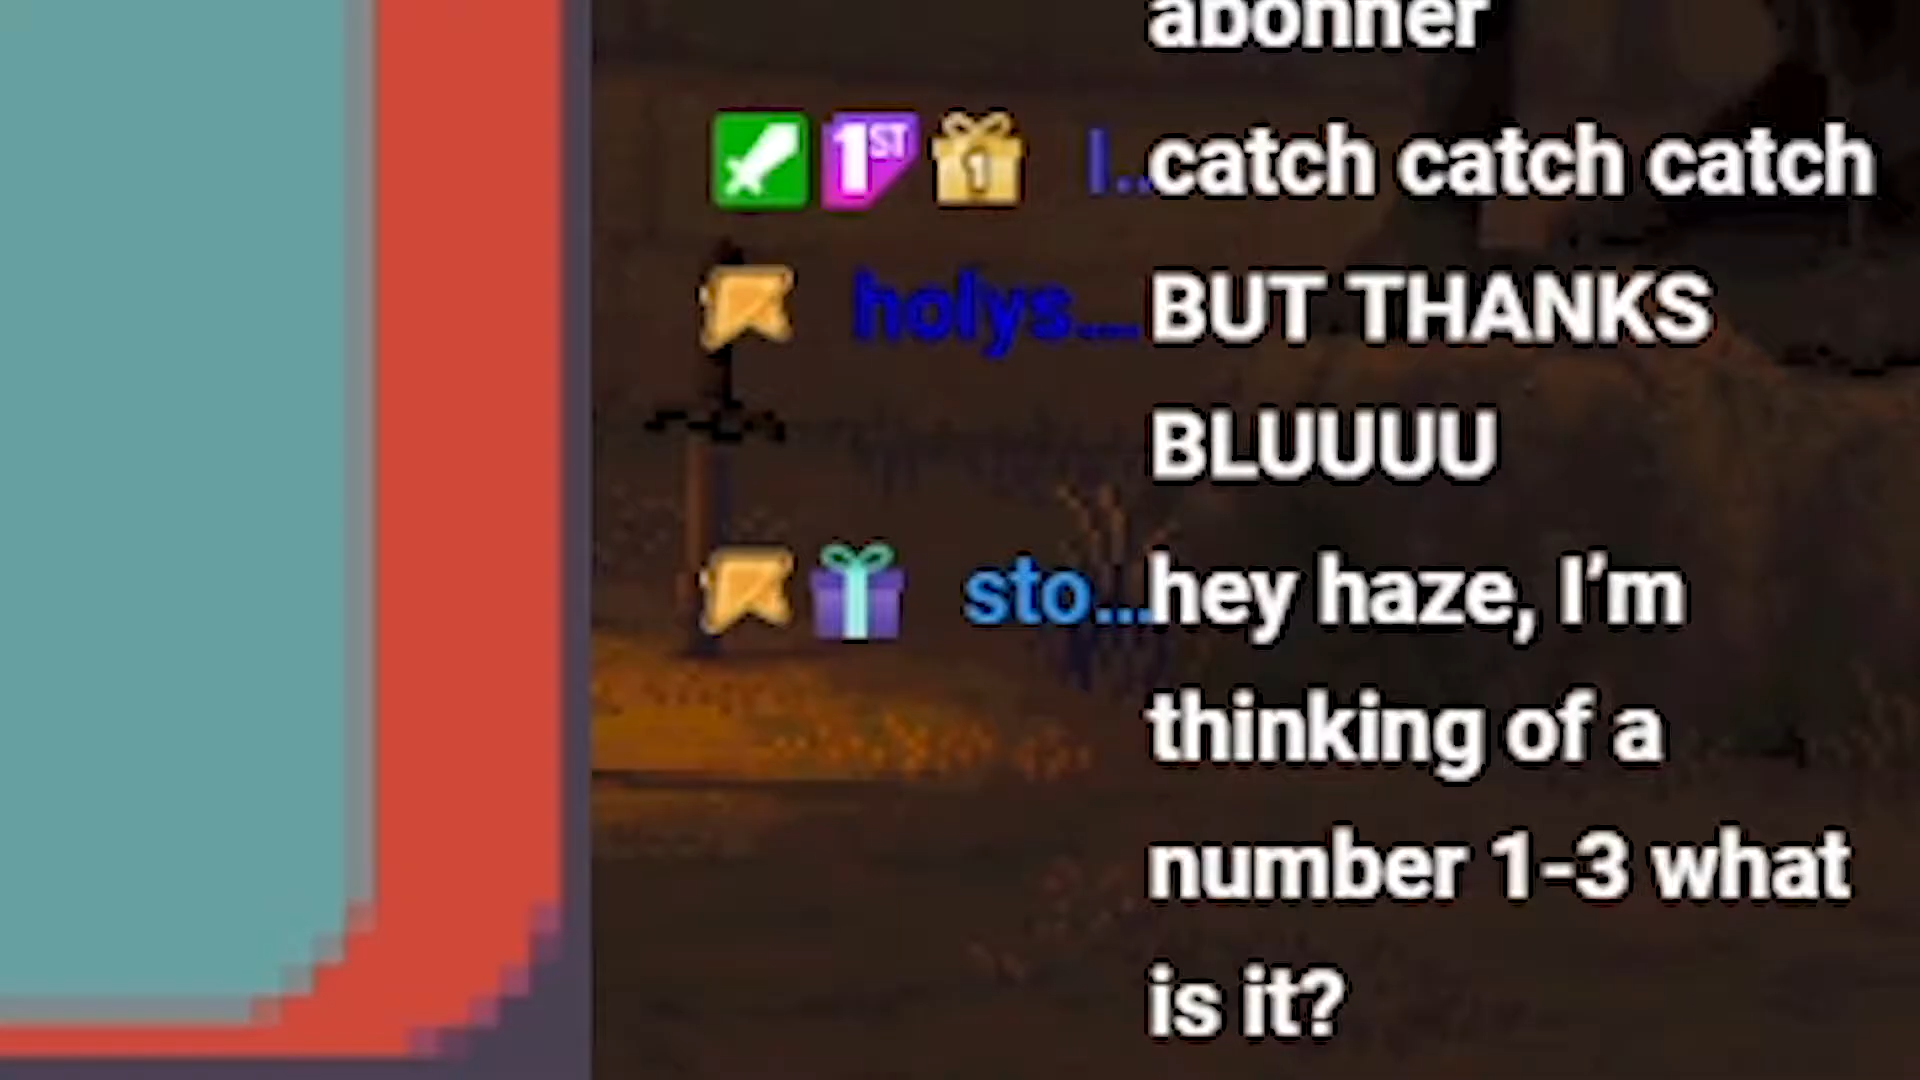 abonner
1ST 1 l... catch catch catch
holys... BUT THANKS
BLUUUU
sto... hey haze, I’m
thinking of a
number 1-3 what
is it?